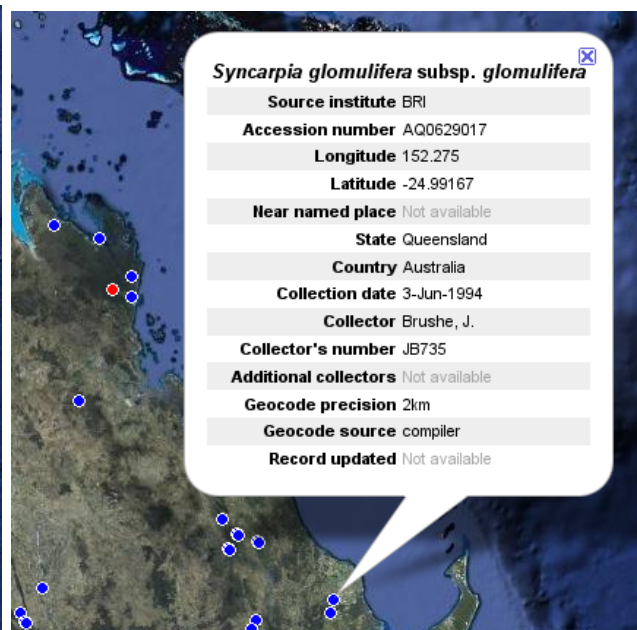 Syncarpia glomulifera subsp. glomulifera
Source institute BRI
Accession number AQ0629017
Longitude 152.275
Latitude -24.99167
Near named place Not available
State Queensland
Country Australia
Collection date 3-Jun-1994
Collector Brushe, J.
Collector's number JB735
Additional collectors Not available
Geocode precision 2km
Geocode source compiler
Record updated Not available